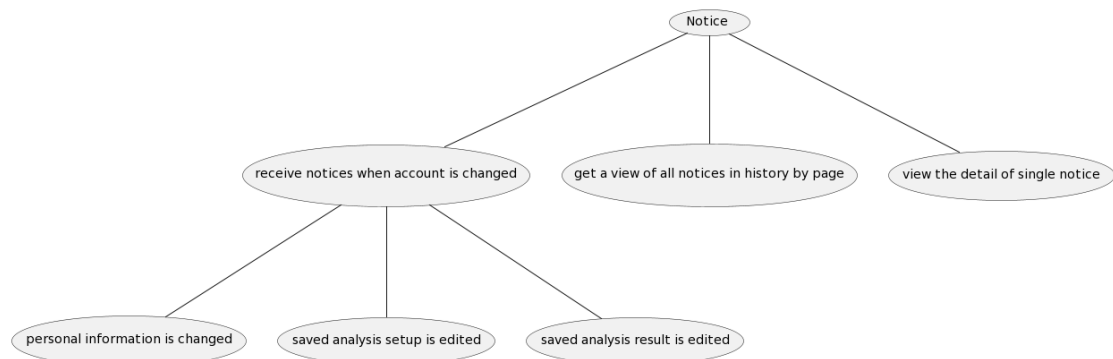 Notice
receive notices when account is changed
get a view of all notices in history by page
view the detail of single notice
personal information is changed
saved analysis setup is edited
saved analysis result is edited